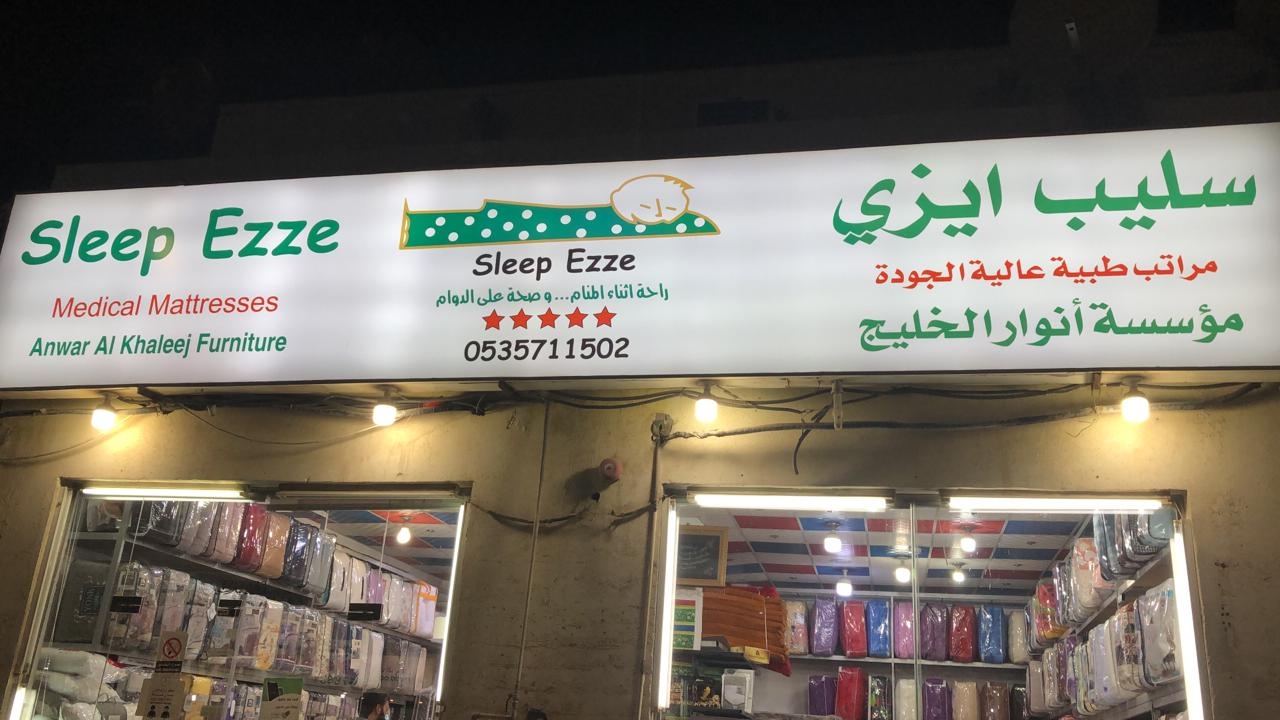 Sleep Ezze
Medical Mattresses
Anwar Al Khaleej Furniture
Sleep Ezze
راحة اثناء المنام... و صحة على الدوام
0535711502
سليب ايزي
مراتب طبية عالية الجودة
مؤسسة أنوار الخليج